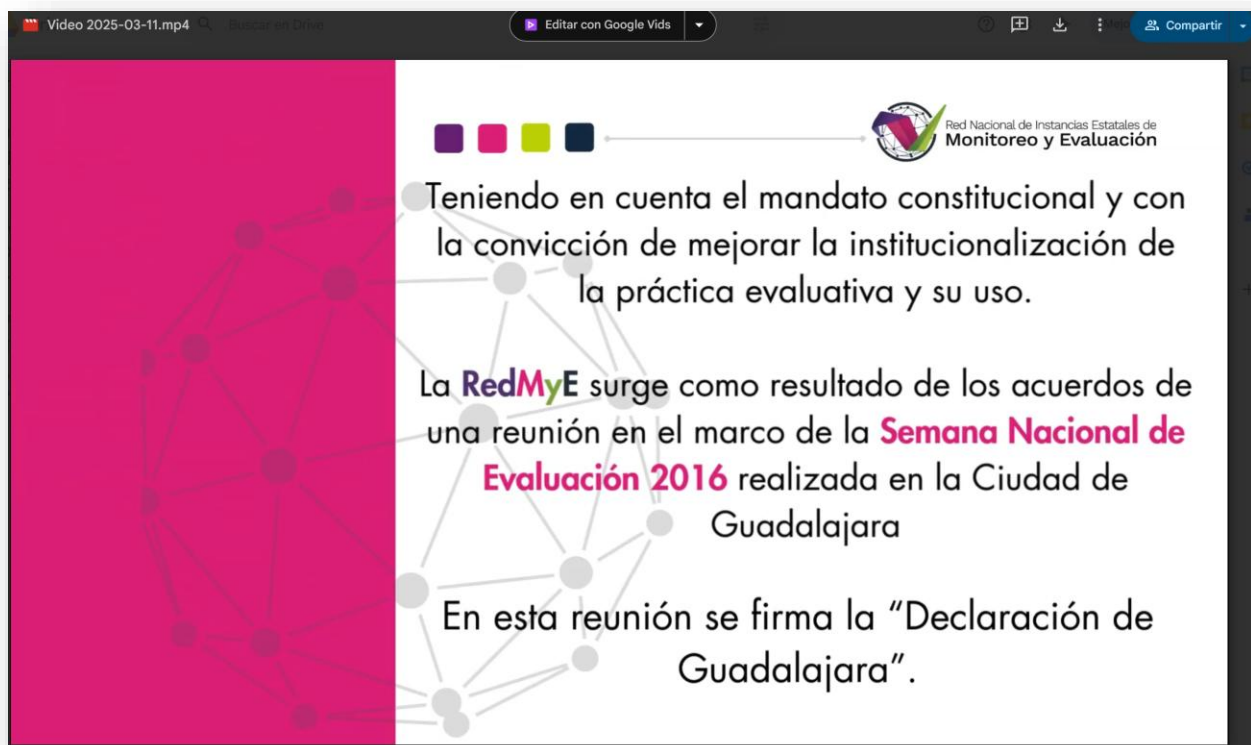 Video 2025-03-11.mp4
Buscar en Drive
Editar con Google Vids
Compartir
Red Nacional de Instancias Estatales de
Monitoreo y Evaluación
Teniendo en cuenta el mandato constitucional y con
la convicción de mejorar la institucionalización de
la práctica evaluativa y su uso.
La RedMyE surge como resultado de los acuerdos de
una reunión en el marco de la Semana Nacional de
Evaluación 2016 realizada en la Ciudad de
Guadalajara
En esta reunión se firma la “Declaración de
Guadalajara”.